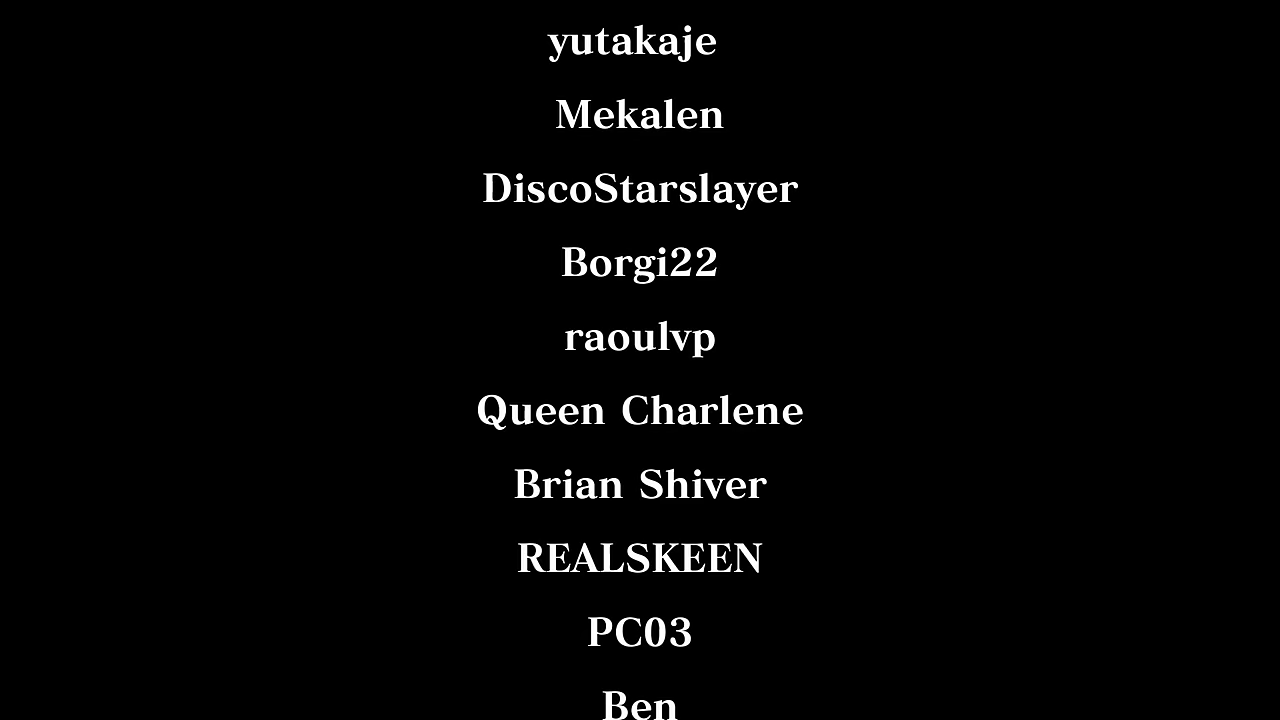 yutakaje
Mekalen
DiscoStarslayer
Borgi22
raoulvp
Queen Charlene
Brian Shiver
REALSKEEN
PC03
Ben